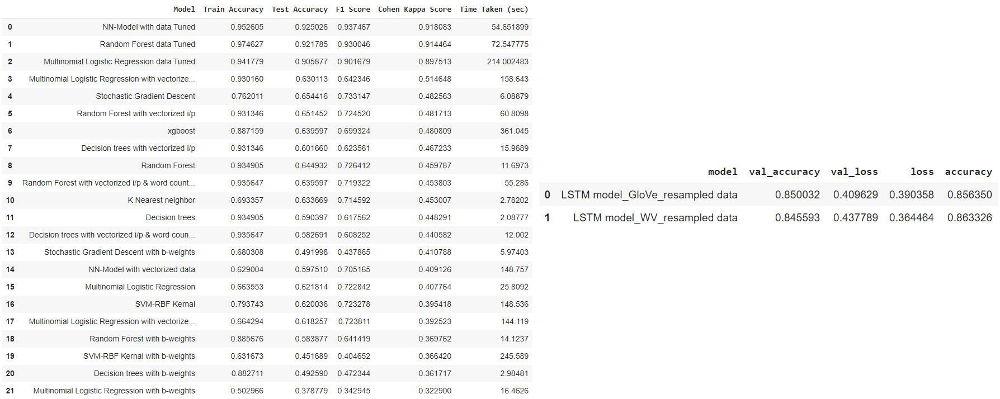 Model Train Accuracy Test Accuracy F1 Score Cohen Kappa Score Time Taken (sec)
0 NN-Model with data Tuned 0.952605 0.925026 0.937467 0.918083 54.651899
1 Random Forest data Tuned 0.974627 0.921785 0.930046 0.914464 72.547775
2 Multinomial Logistic Regression data Tuned 0.941779 0.905877 0.901679 0.897513 214.002483
3 Multinomial Logistic Regression with vectorize... 0.930160 0.630113 0.642346 0.514648 158.643
4 Stochastic Gradient Descent 0.762011 0.654416 0.733147 0.482563 6.08879
5 Random Forest with vectorized i/p 0.931346 0.651452 0.724520 0.481713 60.8098
6 xgboost 0.887159 0.639597 0.699324 0.480809 361.045
7 Decision trees with vectorized i/p 0.931346 0.601660 0.623561 0.467233 15.9689
8 Random Forest 0.934905 0.644932 0.726412 0.459787 11.6973
9 Random Forest with vectorized i/p & word count... 0.935647 0.639597 0.719322 0.453803 55.286
10 K Nearest neighbor 0.693357 0.633669 0.714592 0.453007 2.78202
11 Decision trees 0.934905 0.590397 0.617562 0.448291 2.08777
12 Decision trees with vectorized i/p & word coun... 0.935647 0.582691 0.608252 0.440582 12.002
13 Stochastic Gradient Descent with b-weights 0.680308 0.491998 0.437865 0.410788 5.97403
14 NN-Model with vectorized data 0.629004 0.597510 0.705165 0.409126 148.757
15 Multinomial Logistic Regression 0.663553 0.621814 0.722842 0.407764 25.8092
16 SVM-RBF Kernal 0.793743 0.620036 0.723278 0.395418 148.536
17 Multinomial Logistic Regression with vectorize... 0.664294 0.618257 0.723811 0.392523 144.119
18 Random Forest with b-weights 0.885676 0.583877 0.641419 0.369762 14.1237
19 SVM-RBF Kernal with b-weights 0.631673 0.451689 0.404652 0.366420 245.589
20 Decision trees with b-weights 0.882711 0.492590 0.472344 0.361717 2.98481
21 Multinomial Logistic Regression with b-weights 0.502966 0.378779 0.342945 0.322900 16.4626
model val_accuracy val_loss loss accuracy
0 LSTM model_GloVe_resampled data 0.850032 0.409629 0.390358 0.856350
1 LSTM model_WV_resampled data 0.845593 0.437789 0.364464 0.863326